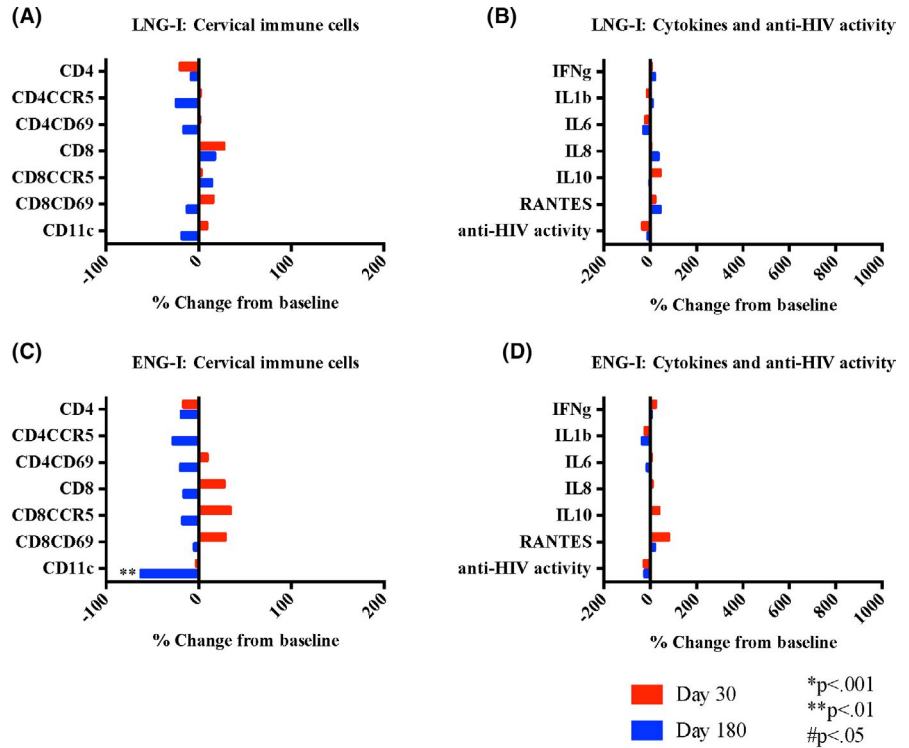 (A)
LNG-I: Cervical immune cells
CD4
CD4CCR5
CD4CD69
CD8
CD8CCR5
CD8CD69
CD11c
-100
0
100
200
% Change from baseline
(B)
LNG-I: Cytokines and anti-HIV activity
IFNg
IL1b
IL6
IL8
IL10
RANTES
anti-HIV activity
-200
0
200
400
600
800
1000
% Change from baseline
(C)
ENG-I: Cervical immune cells
CD4
CD4CCR5
CD4CD69
CD8
CD8CCR5
CD8CD69
CD11c
**
-100
0
100
200
% Change from baseline
(D)
ENG-I: Cytokines and anti-HIV activity
IFNg
IL1b
IL6
IL8
IL10
RANTES
anti-HIV activity
-200
0
200
400
600
800
1000
% Change from baseline
Day 30
Day 180
*p<.001
**p<.01
#p<.05